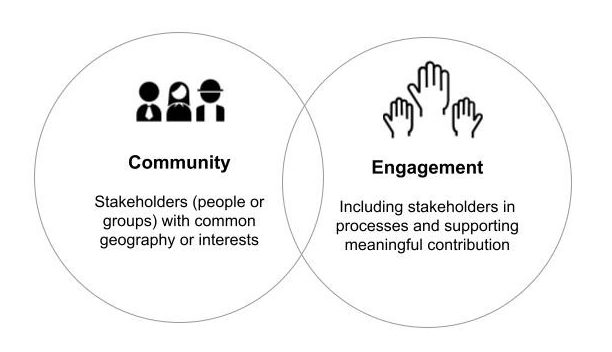 Community
Stakeholders (people or
groups) with common
geography or interests
Engagement
Including stakeholders in
processes and supporting
meaningful contribution